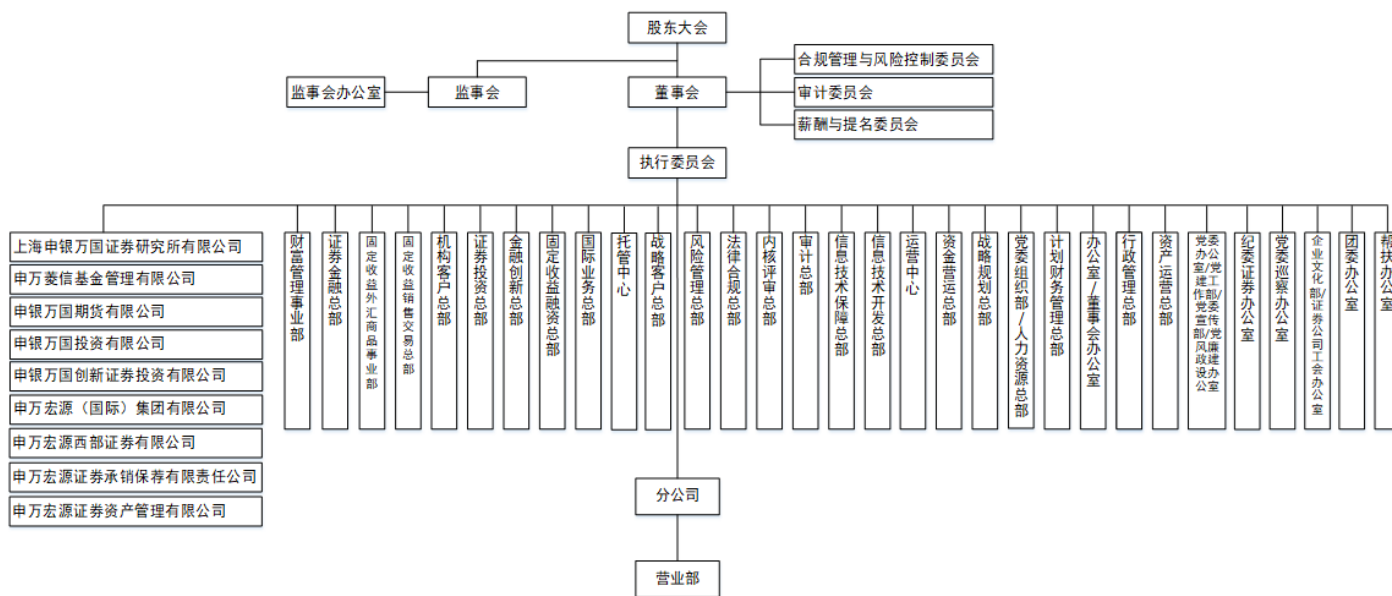 股东大会
合规管理与风险控制委员会
监事会办公室
监事会
董事会
审计委员会
薪酬与提名委员会
执行委员会
上海申银万国证券研究所有限公司
申万菱信基金管理有限公司
申银万国期货有限公司
申银万国投资有限公司
申银万国创新证券投资有限公司
申万宏源（国际）集团有限公司
申万宏源西部证券有限公司
申万宏源证券承销保荐有限责任公司
申万宏源证券资产管理有限公司
财富管理事业部
证券金融总部
固定收益外汇商品事业部
固定收益销售交易总部
机构客户总部
证券投资总部
金融创新总部
固定收益融资总部
国际业务总部
托管中心
战略客户总部
风险管理总部
法律合规总部
内核评审总部
审计总部
信息技术保障总部
信息技术开发总部
运营中心
资金营运总部
战略规划总部
党委组织部/人力资源总部
计划财务管理总部
办公室/董事会办公室
行政管理总部
资产运营总部
党委办公室/党建工作部/党委宣传部/党风廉政建设办公室
纪委证券办公室
党委巡察办公室
企业文化部/证券公司工会办公室
团委办公室
帮扶办公室
分公司
营业部